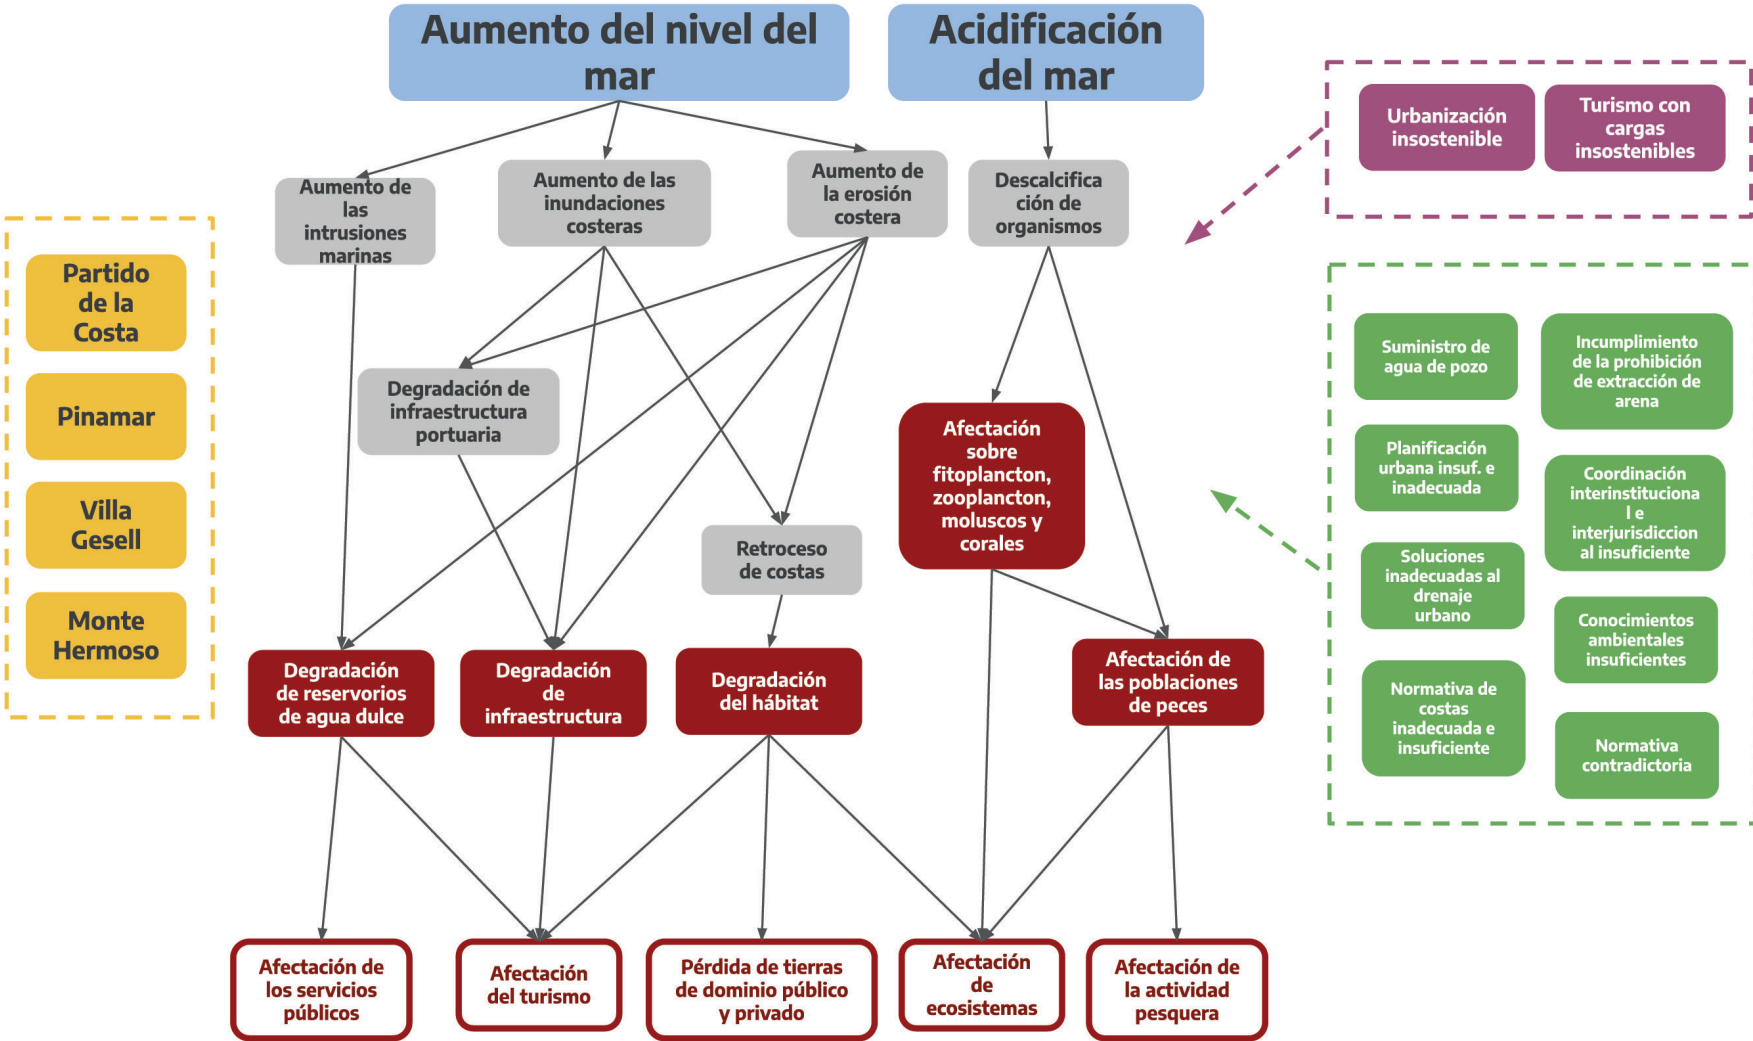 Aumento del nivel del
mar
Acidificación
del mar
Urbanización
insostenible
Turismo con
cargas
insostenibles
Aumento de
las
intrusiones
marinas
Aumento de las
inundaciones
costeras
Aumento de
la erosión
costera
Descalcifica
ción de
organismos
Partido
de la
Costa
Pinamar
Villa
Gesell
Monte
Hermoso
Degradación de
infraestructura
portuaria
Retroceso
de costas
Afectación
sobre
fitoplancton,
zooplancton,
moluscos y
corales
Suministro de
agua de pozo
Incumplimiento
de la prohibición
de extracción de
arena
Planificación
urbana insuf. e
inadecuada
Coordinación
interinstituciona
l e
interjurisdiccion
al insuficiente
Soluciones
inadecuadas al
drenaje
urbano
Conocimientos
ambientales
insuficientes
Normativa de
costas
inadecuada e
insuficiente
Normativa
contradictoria
Degradación
de reservorios
de agua dulce
Degradación
de
infraestructura
Degradación
del hábitat
Afectación de
las poblaciones
de peces
Afectación de
los servicios
públicos
Afectación
del turismo
Pérdida de tierras
de dominio público
y privado
Afectación
de
ecosistemas
Afectación de
la actividad
pesquera